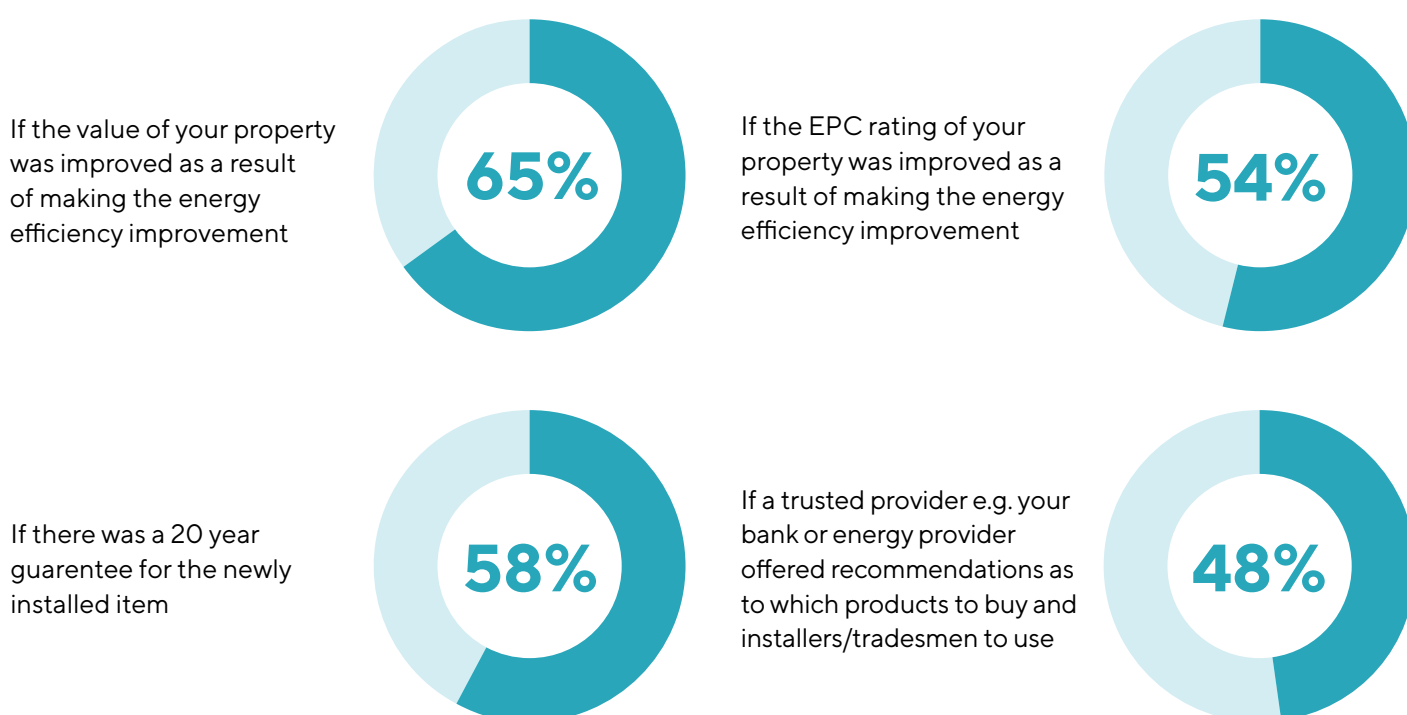 If the value of your property
was improved as a result
of making the energy
efficiency improvement
65%
If the EPC rating of your
property was improved as a
result of making the energy
efficiency improvement
54%
If there was a 20 year
guarentee for the newly
installed item
58%
If a trusted provider e.g. your
bank or energy provider
offered recommendations as
to which products to buy and
installers/tradesmen to use
48%